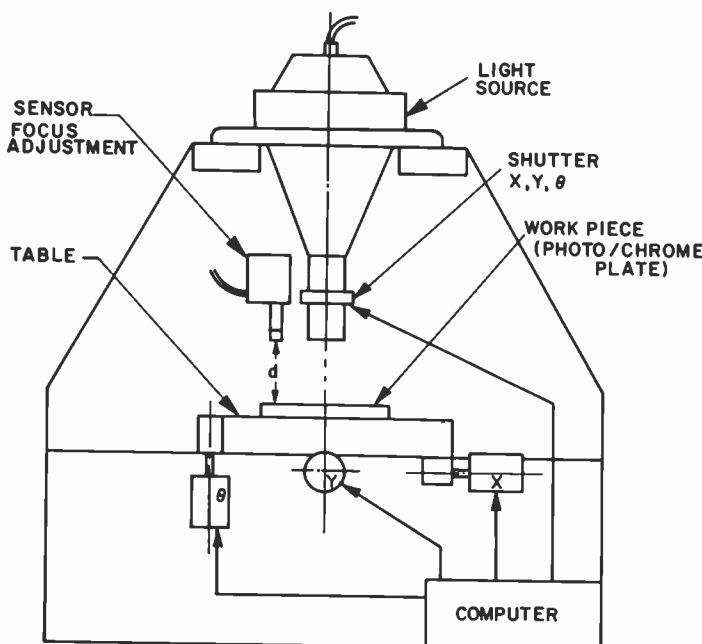 LIGHT
SOURCE
SENSOR
FOCUS
ADJUSTMENT
SHUTTER
X, Y, θ
TABLE
WORK PIECE
(PHOTO/CHROME
PLATE)
d
θ
Y
X
COMPUTER